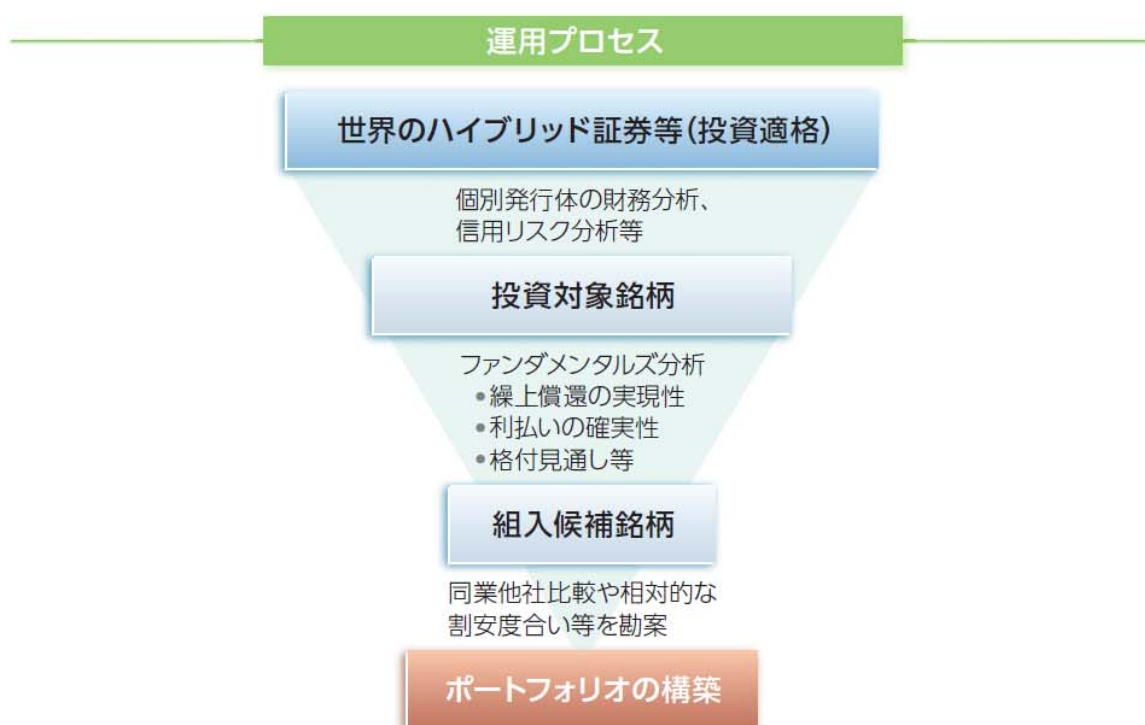 運用プロセス
世界のハイブリッド証券等(投資適格)
個別発行体の財務分析、
信用リスク分析等
投資対象銘柄
ファンダメンタルズ分析
•繰上償還の実現性
•利払いの確実性
•格付見通し等
組入候補銘柄
同業他社比較や相対的な
割安度合い等を勘案
ポートフォリオの構築